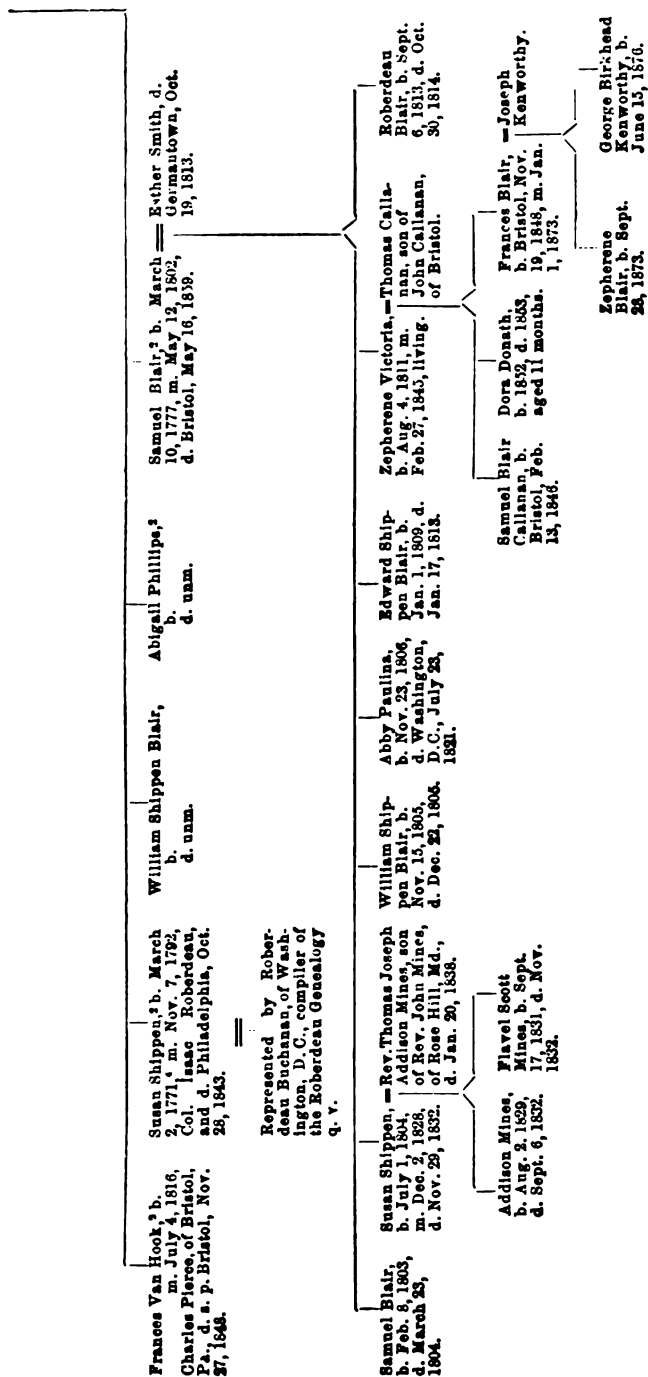 Frances Van Hook,² b.
m. July 4, 1816,
Charles Pierce, of Bristol,
Pa., d. s. p. Bristol, Nov.
27, 1848.
Susan Shippen,² b. March
2, 1771,⁴ m. Nov. 7, 1792,
Col. Isaac Roberdeau,
and d. Philadelphia, Oct.
28, 1843.
Represented by Rober-
deau Buchanan, of Wash-
ington, D.C., compiler of
the Roberdeau Genealogy
q. v.
William Shippen Blair,
b.
d. unm.
Abigail Phillips,²
b.
d. unm.
Samuel Blair,² b. March
10, 1777, m. May 12, 1802,
d. Bristol, May 16, 1859.
Esther Smith, d.
Germantown, Oct.
19, 1813.
Samuel Blair,
b. Feb. 8, 1803,
d. March 23,
1804.
Susan Shippen,
b. July 1, 1804,
m. Dec. 2, 1828,
d. Nov. 29, 1832.
Rev. Thomas Joseph
Addison Mines, son
of Rev. John Mines,
of Rose Hill, Md.,
d. Jan. 20, 1838.
William Ship-
pen Blair, b.
Nov. 15, 1805,
d. Dec. 22, 1805.
Abby Paulina,
b. Nov. 23, 1806,
d. Washington,
D.C., July 23,
1821.
Edward Ship-
pen Blair, b.
Jan. 1, 1809, d.
Jan. 17, 1813.
Zepherene Victoria,
b. Aug. 4, 1811, m.
Feb. 27, 1845, living.
Thomas Calla-
nan, son of
John Callanan,
of Bristol.
Roberdeau
Blair, b. Sept.
6, 1813, d. Oct.
30, 1814.
Addison Mines,
b. Aug. 2. 1829,
d. Sept. 6, 1832.
Flavel Scott
Mines, b. Sept.
17, 1831, d. Nov.
1832.
Samuel Blair
Callanan, b.
Bristol, Feb.
13, 1846.
Dora Donath,
b. 1852, d. 1853,
aged 11 months.
Frances Blair,
b. Bristol, Nov.
19, 1848, m. Jan.
1, 1873.
Joseph
Kenworthy.
Zepherene
Blair, b. Sept.
28, 1873.
George Birkhead
Kenworthy, b.
June 15, 1876.